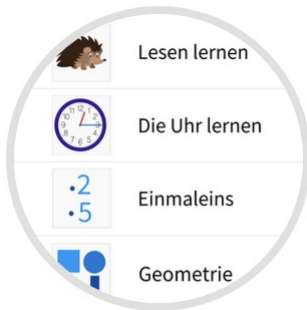 Lesen lernen
Die Uhr lernen
·2
·5
Einmaleins
Geometrie